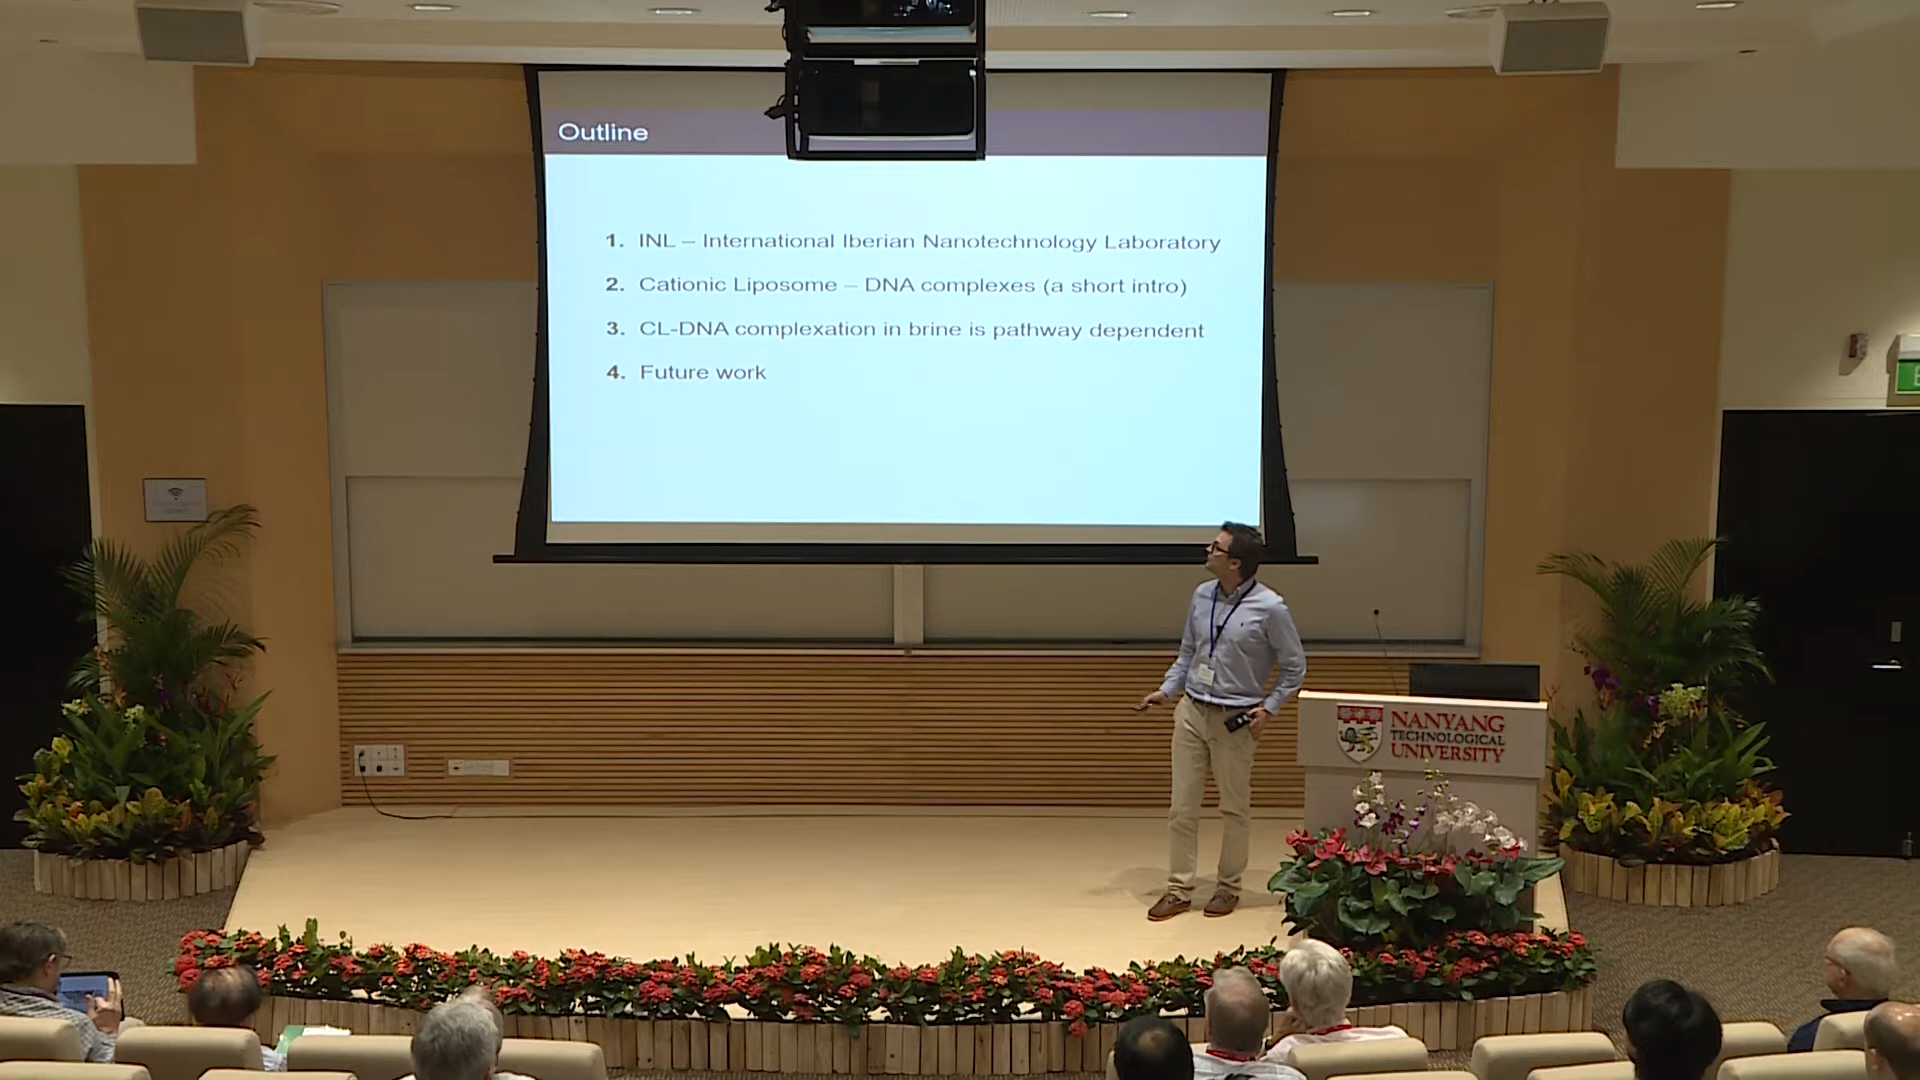 Outline
1. INL – International Iberian Nanotechnology Laboratory
2. Cationic Liposome – DNA complexes (a short intro)
3. CL-DNA complexation in brine is pathway dependent
4. Future work
NANYANG
TECHNOLOGICAL
UNIVERSITY